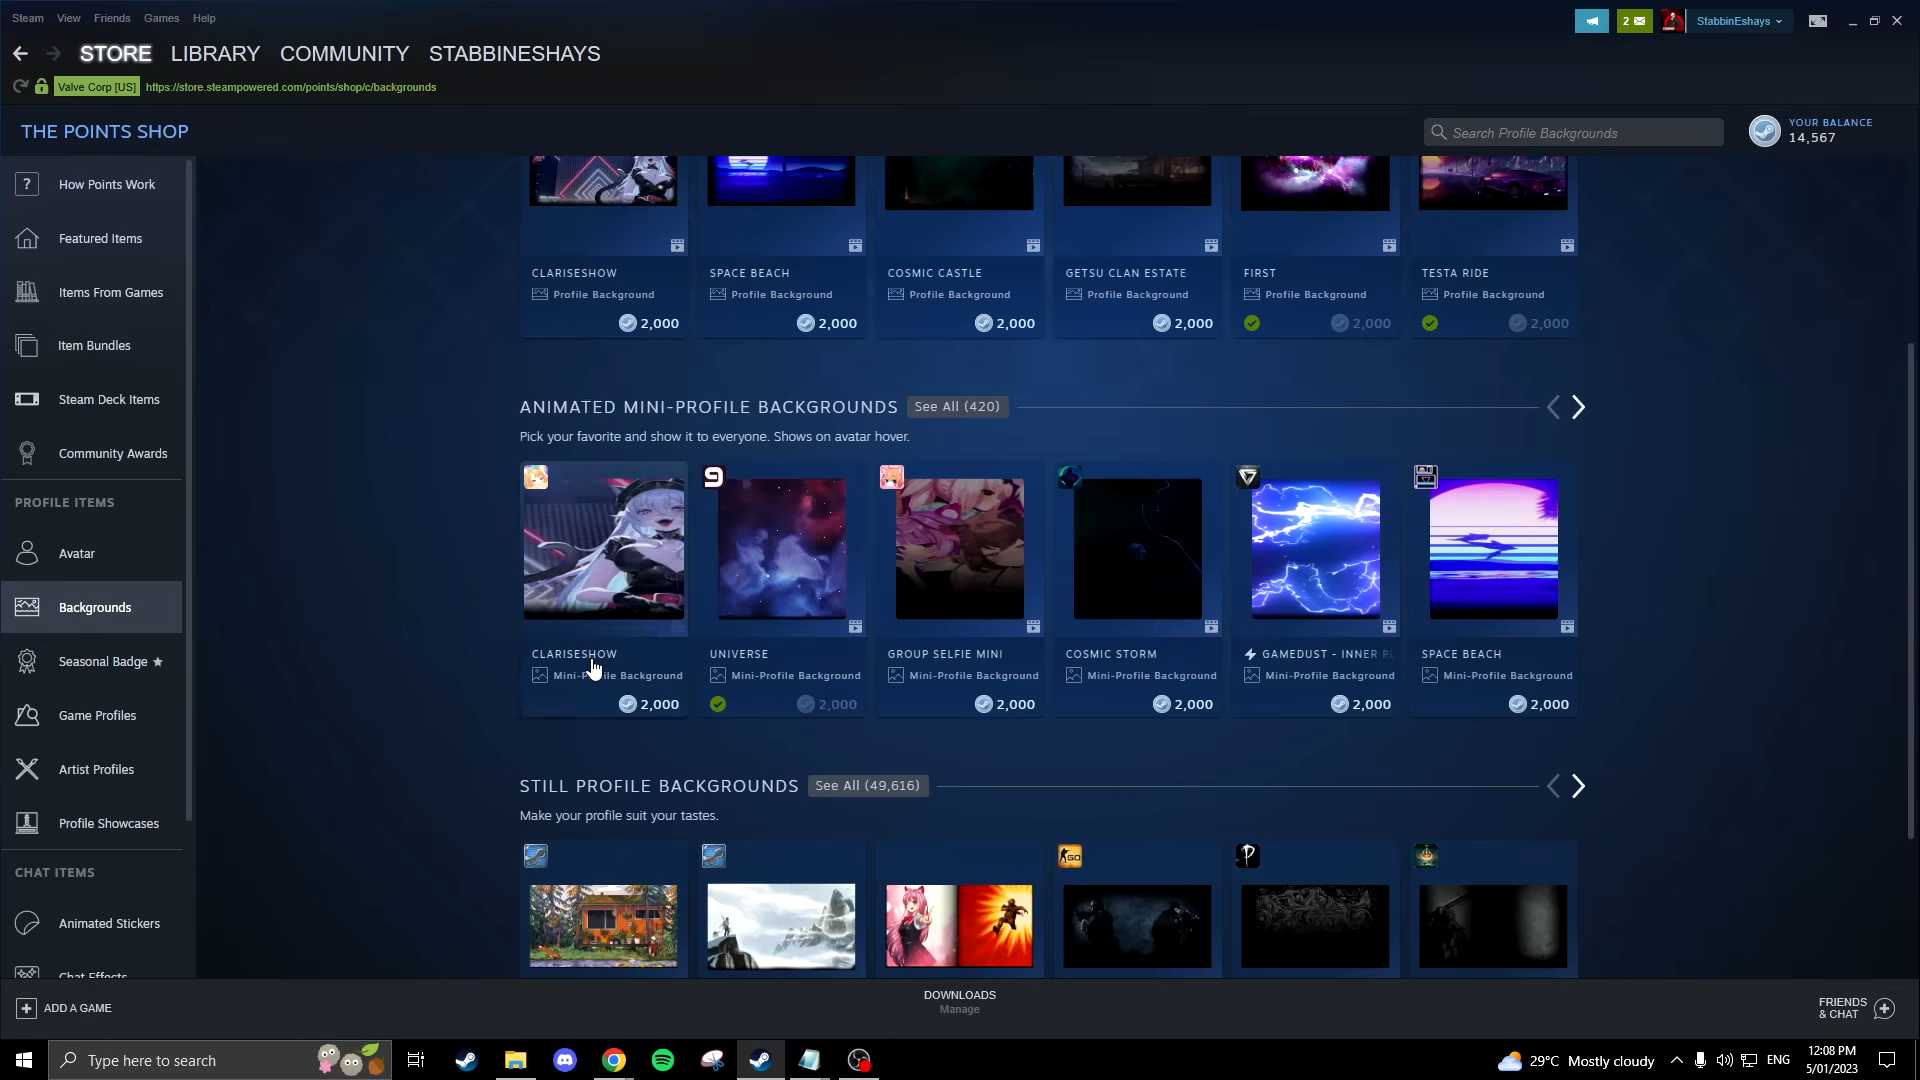 Steam View Friends Games Help
2
StabbinEshays
STORE LIBRARY COMMUNITY STABBINESHAYS
Valve Corp [US] https://store.steampowered.com/points/shop/c/backgrounds
THE POINTS SHOP
Search Profile Backgrounds
YOUR BALANCE
14,567
How Points Work
Featured Items
Items From Games
Item Bundles
Steam Deck Items
Community Awards
PROFILE ITEMS
Avatar
Backgrounds
Seasonal Badge
Game Profiles
Artist Profiles
Profile Showcases
CHAT ITEMS
Animated Stickers
Chat Effects
CLARISESHOW
Profile Background
2,000
SPACE BEACH
Profile Background
2,000
COSMIC CASTLE
Profile Background
2,000
GETSU CLAN ESTATE
Profile Background
2,000
FIRST
Profile Background
2,000
TESTA RIDE
Profile Background
2,000
ANIMATED MINI-PROFILE BACKGROUNDS See All (420)
Pick your favorite and show it to everyone. Shows on avatar hover.
CLARISESHOW
Mini-Profile Background
2,000
UNIVERSE
Mini-Profile Background
2,000
GROUP SELFIE MINI
Mini-Profile Background
2,000
COSMIC STORM
Mini-Profile Background
2,000
GAMEDUST - INNER
Mini-Profile Background
2,000
SPACE BEACH
Mini-Profile Background
2,000
STILL PROFILE BACKGROUNDS See All (49,616)
Make your profile suit your tastes.
GO
ADD A GAME
DOWNLOADS
Manage
FRIENDS
& CHAT
Type here to search
29°C Mostly cloudy
ENG
12:08 PM
5/01/2023